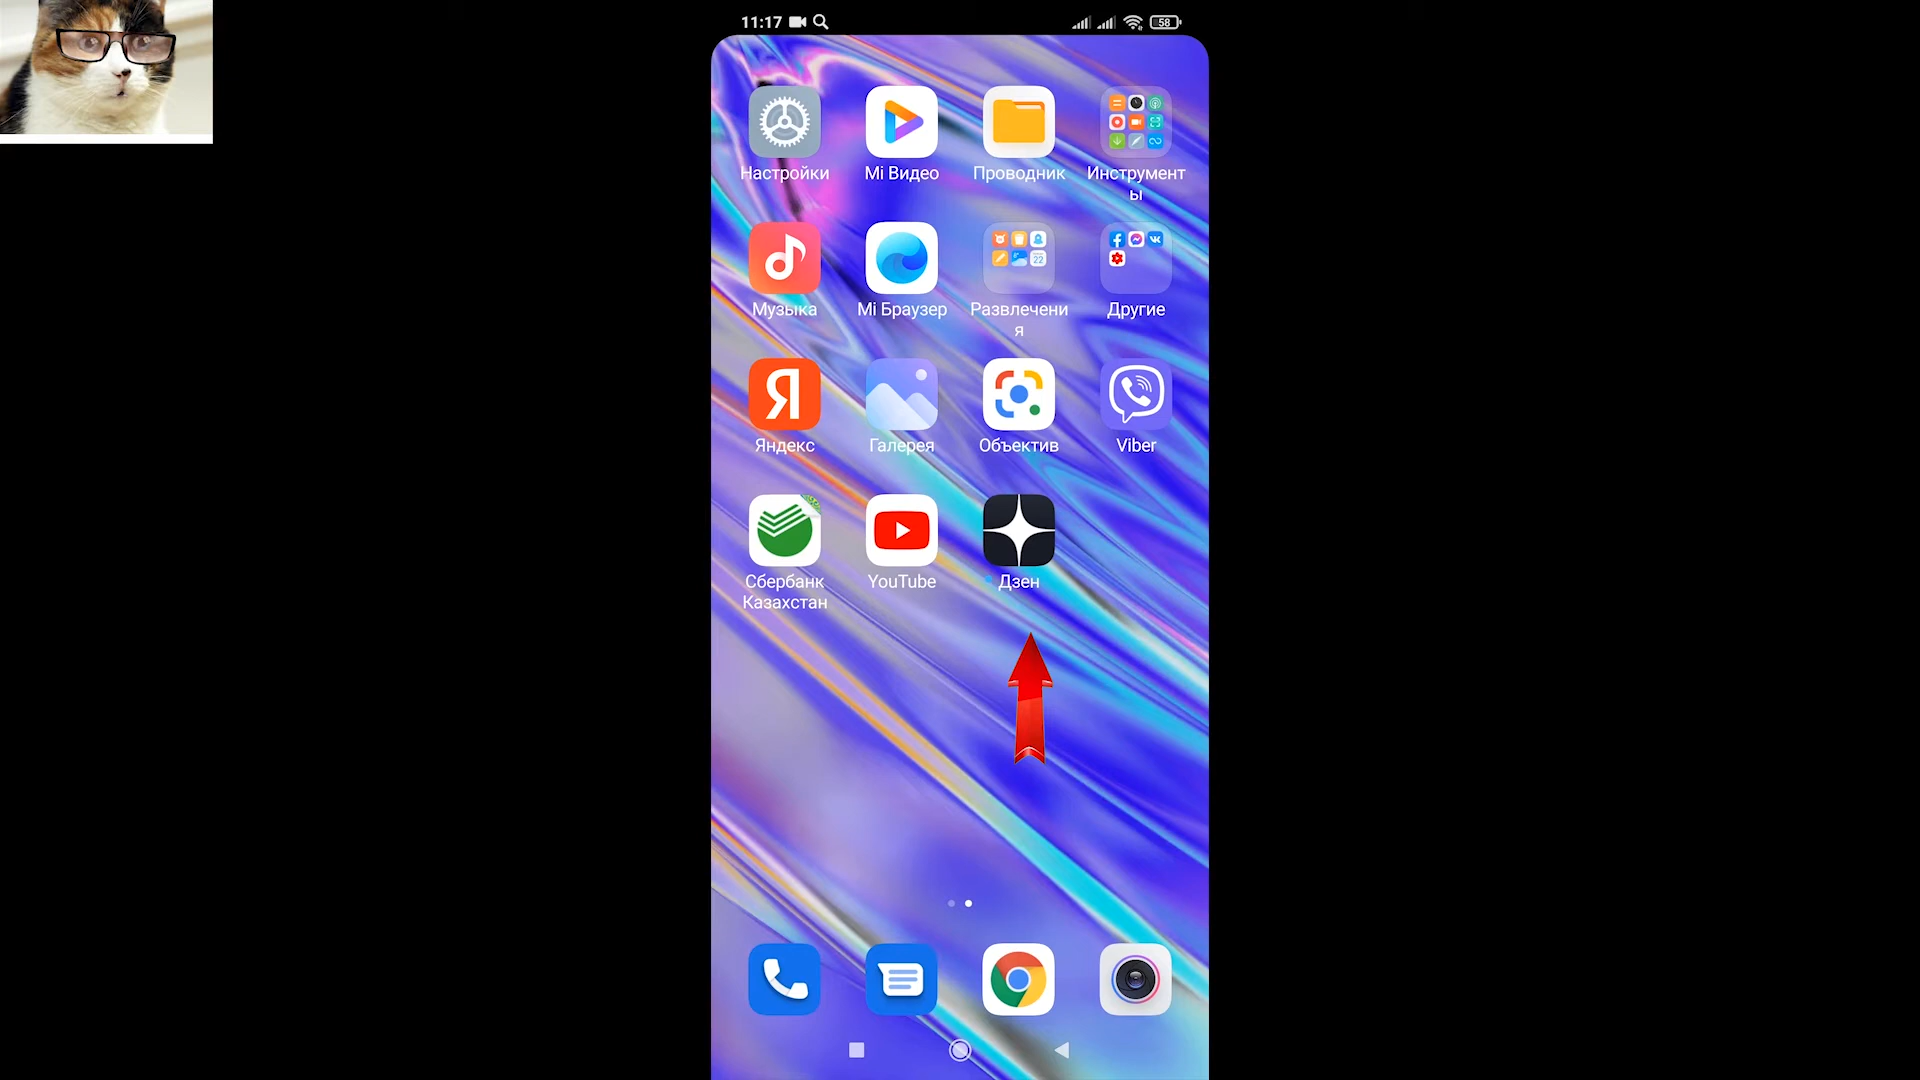 11:17
58
Настройки
Mi Видео
Проводник
Инструмент
ы
Музыка
Mi Браузер
22
Развлечени
я
Другие
Я
Яндекс
Галерея
Объектив
Viber
Сбербанк
Казахстан
YouTube
Дзен